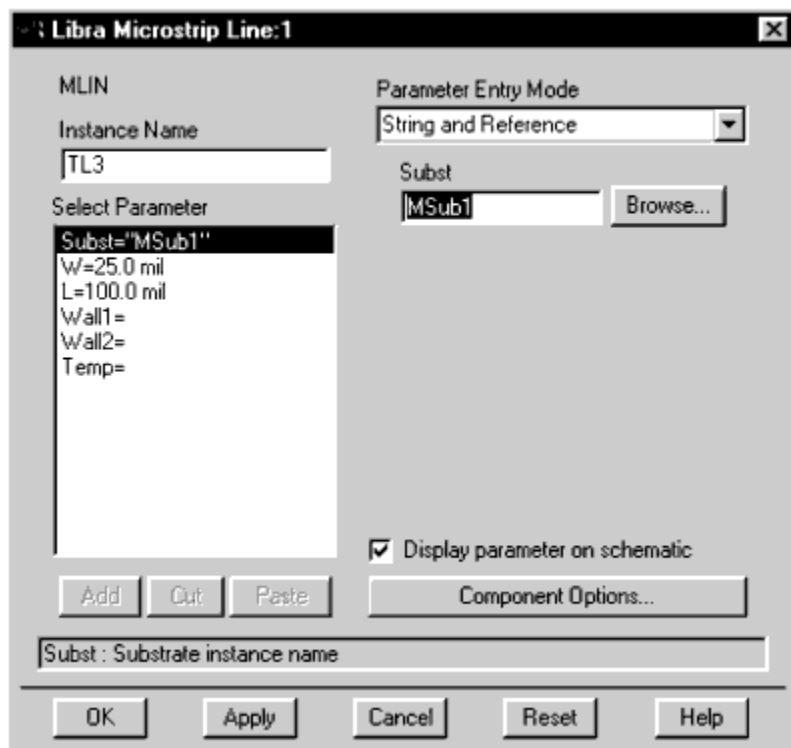 Libra Microstrip Line:1
MLIN
Instance Name
TL3
Select Parameter
Subst="MSub1"
W=25.0 mil
L=100.0 mil
Wall1=
Wall2=
Temp=
Add Cut Paste
Parameter Entry Mode
String and Reference
Subst
MSub1 Browse...
Display parameter on schematic
Component Options...
Subst : Substrate instance name
OK Apply Cancel Reset Help